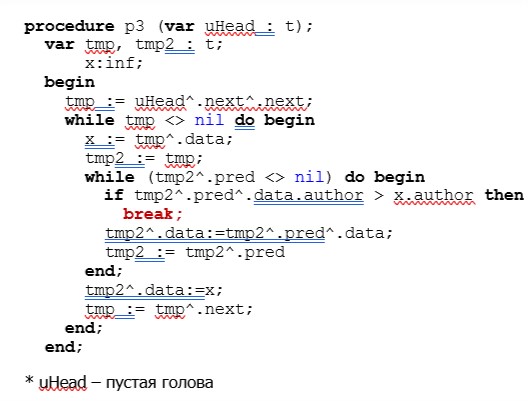 procedure p3 (var uHead : t);
var tmp, tmp2 : t;
x:inf;
begin
tmp := uHead^.next^.next;
while tmp <> nil do begin
x := tmp^.data;
tmp2 := tmp;
while (tmp2^.pred <> nil) do begin
if tmp2^.pred^.data.author > x.author then
break;
tmp2^.data:=tmp2^.pred^.data;
tmp2 := tmp2^.pred
end;
tmp2^.data:=x;
tmp := tmp^.next;
end;
end;
* uHead – пустая голова